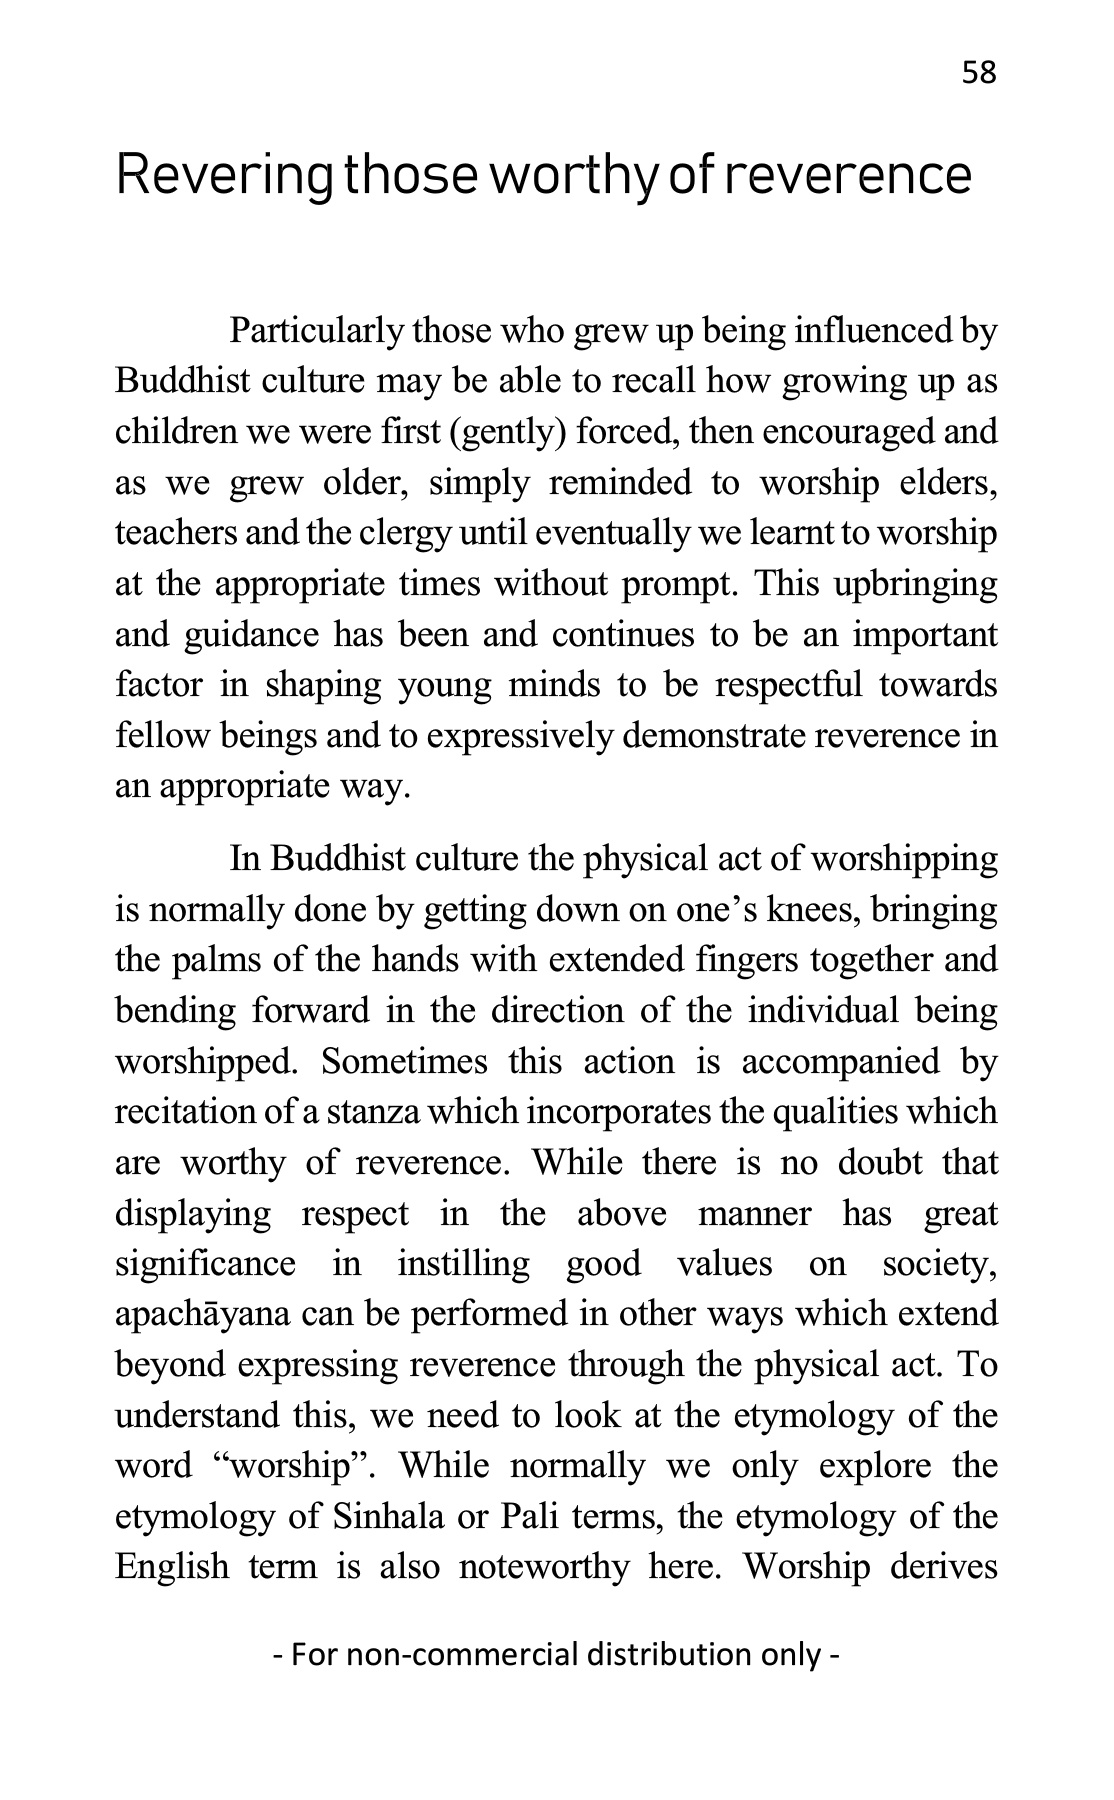 58
Revering those worthy of reverence
Particularly those who grew up being influenced by
Buddhist culture may be able to recall how growing up as
children we were first (gently) forced, then encouraged and
as we grew older, simply reminded to worship elders,
teachers and the clergy until eventually we learnt to worship
at the appropriate times without prompt. This upbringing
and guidance has been and continues to be an important
factor in shaping young minds to be respectful towards
fellow beings and to expressively demonstrate reverence in
an appropriate way.
In Buddhist culture the physical act of worshipping
is normally done by getting down on one’s knees, bringing
the palms of the hands with extended fingers together and
bending forward in the direction of the individual being
worshipped. Sometimes this action is accompanied by
recitation of a stanza which incorporates the qualities which
are worthy of reverence. While there is no doubt that
displaying respect in the above manner has great
significance in instilling good values on society,
apachāyana can be performed in other ways which extend
beyond expressing reverence through the physical act. To
understand this, we need to look at the etymology of the
word “worship”. While normally we only explore the
etymology of Sinhala or Pali terms, the etymology of the
English term is also noteworthy here. Worship derives
- For non-commercial distribution only -